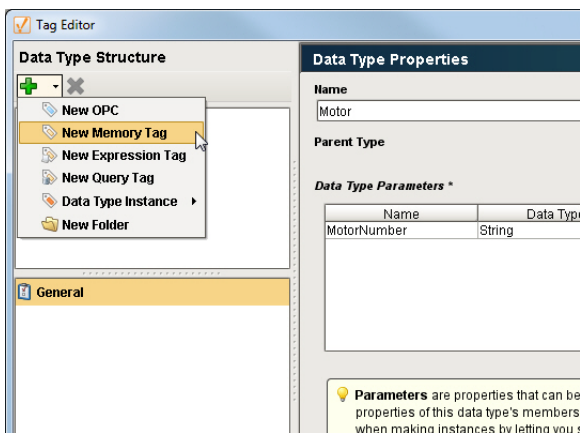 Tag Editor
Data Type Structure
New OPC
New Memory Tag
New Expression Tag
New Query Tag
Data Type Instance
New Folder
General
Data Type Properties
Name
Motor
Parent Type
Data Type Parameters *
Name Data Type
MotorNumber String
Parameters are properties that can be
properties of this data type's members
when making instances by letting you s